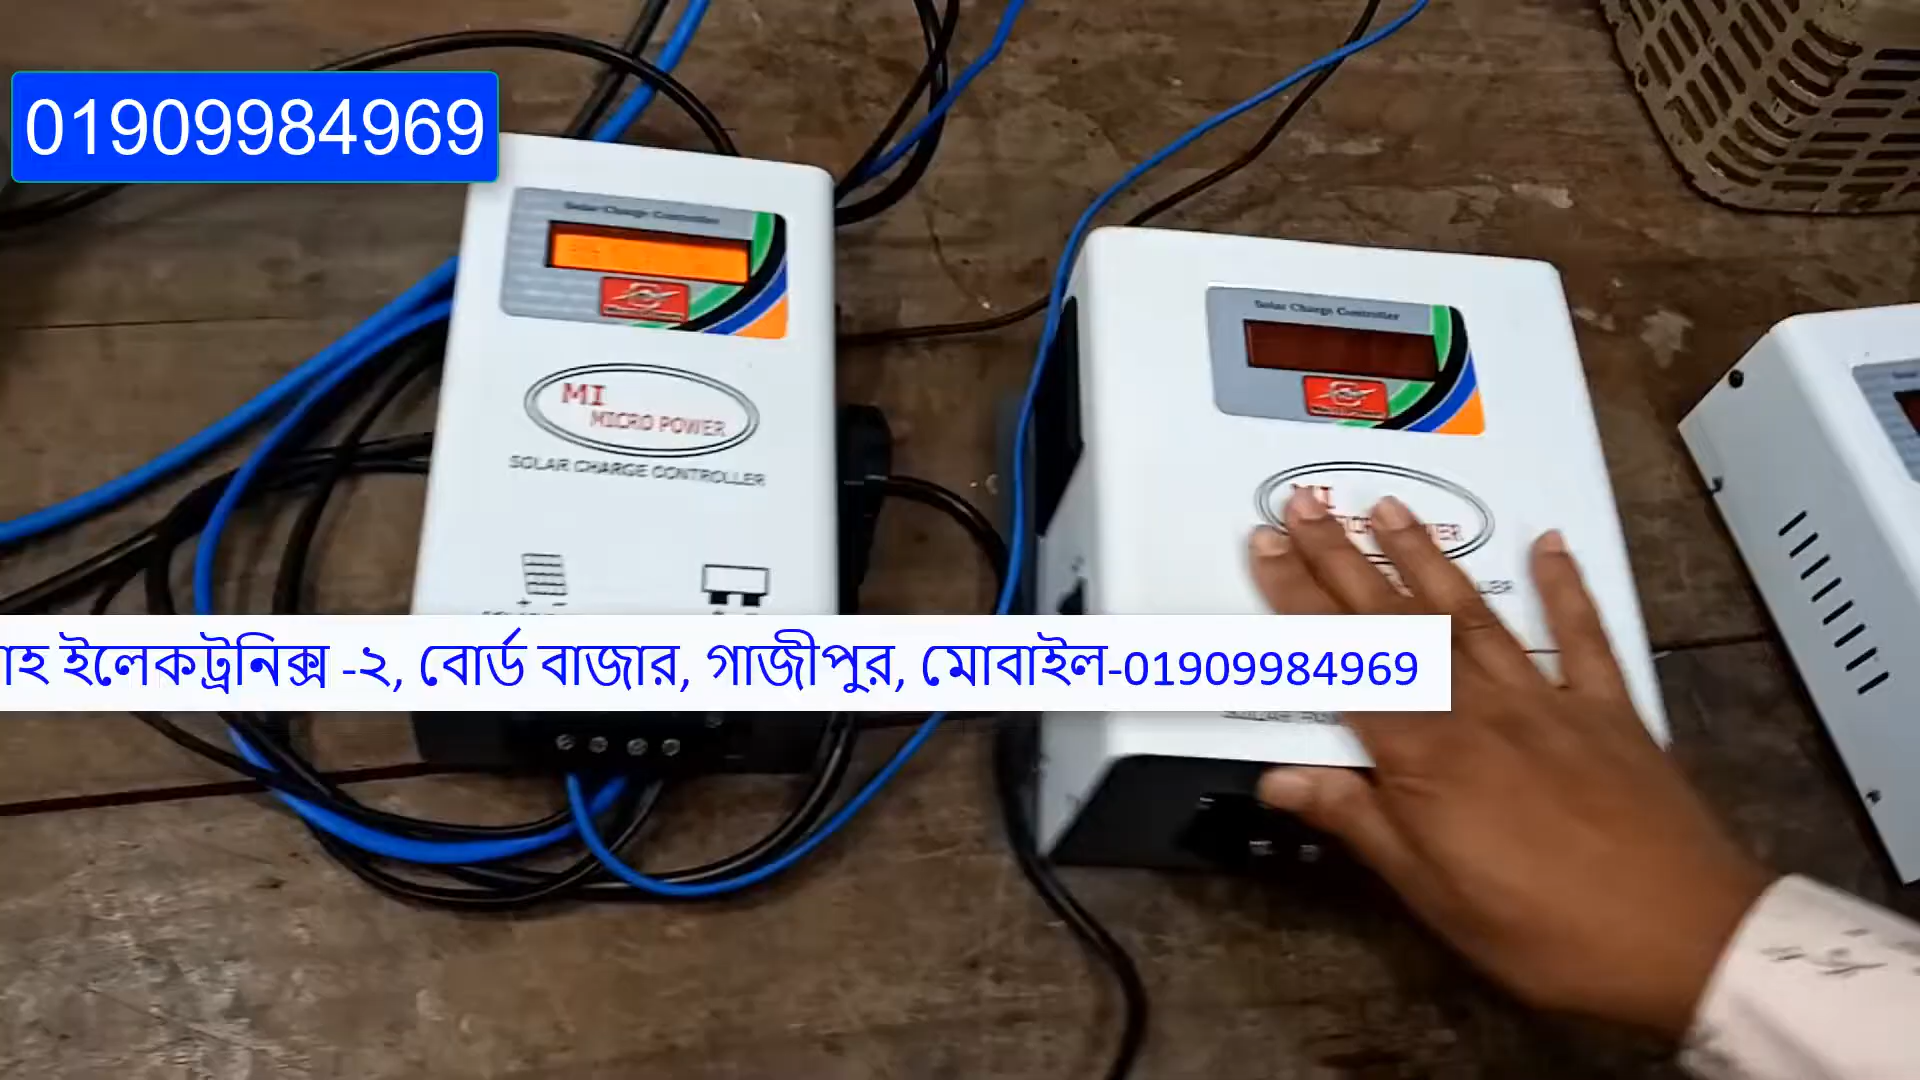 01909984969
Solar Charge Controller
MI
MICRO POWER
SOLAR CHARGE CONTROLLER
Solar Charge Controller
MI
ইলেকট্রনিক্স -২, বোর্ড বাজার, গাজীপুর, মোবাইল-01909984969